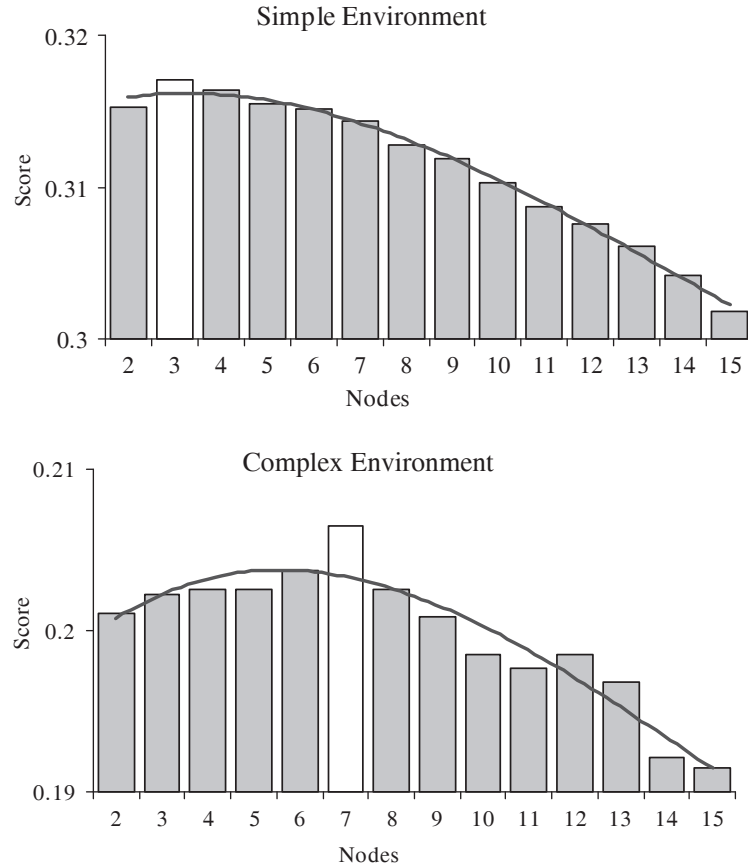 Simple Environment
0.32
0.31
0.3
Score
2 3 4 5 6 7 8 9 10 11 12 13 14 15
Nodes
Complex Environment
0.21
0.2
0.19
Score
2 3 4 5 6 7 8 9 10 11 12 13 14 15
Nodes